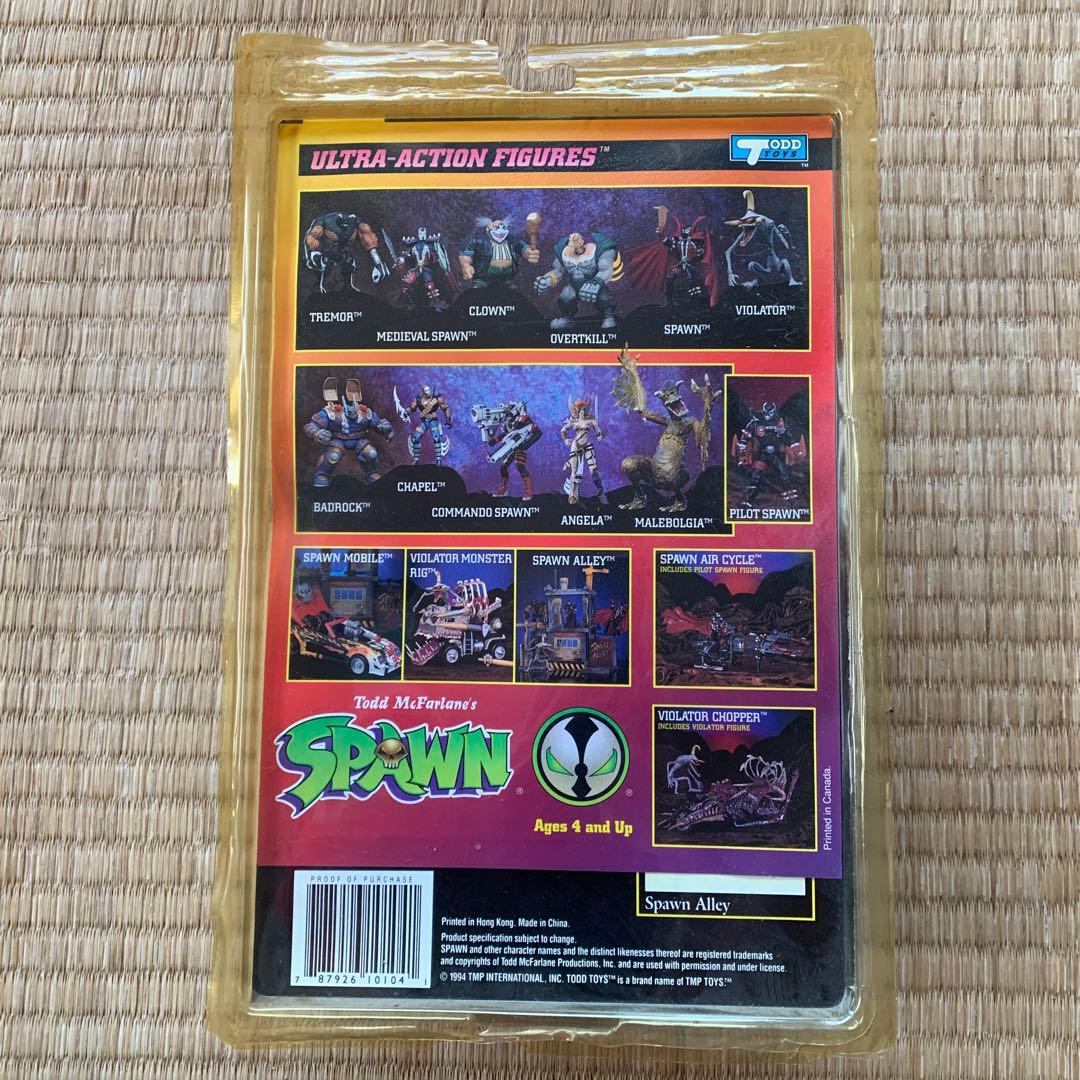 ULTRA-ACTION FIGURES™
TODD
TOYS
™
TREMOR™
MEDIEVAL SPAWN™
CLOWN™
OVERTKILL™
SPAWN™
VIOLATOR™
BADROCK™
CHAPEL™
COMMANDO SPAWN™
ANGELA™
MALEBOLGIA™
PILOT SPAWN™
SPAWN MOBILE™
VIOLATOR MONSTER
RIG™
SPAWN ALLEY™
SPAWN
ALLEY
SPAWN AIR CYCLE™
INCLUDES PILOT SPAWN FIGURE
VIOLATOR CHOPPER™
INCLUDES VIOLATOR FIGURE
Todd McFarlane's
SPAWN®
®
Ages 4 and Up
Printed in Canada.
PROOF OF PURCHASE
7 87926 10104 1
Spawn Alley
Printed in Hong Kong. Made in China.
Product specification subject to change.
SPAWN and other character names and the distinct likenesses thereof are registered trademarks
and copyrights of Todd McFarlane Productions, Inc. and are used with permission and under license.
© 1994 TMP INTERNATIONAL, INC. TODD TOYS™ is a brand name of TMP TOYS.™